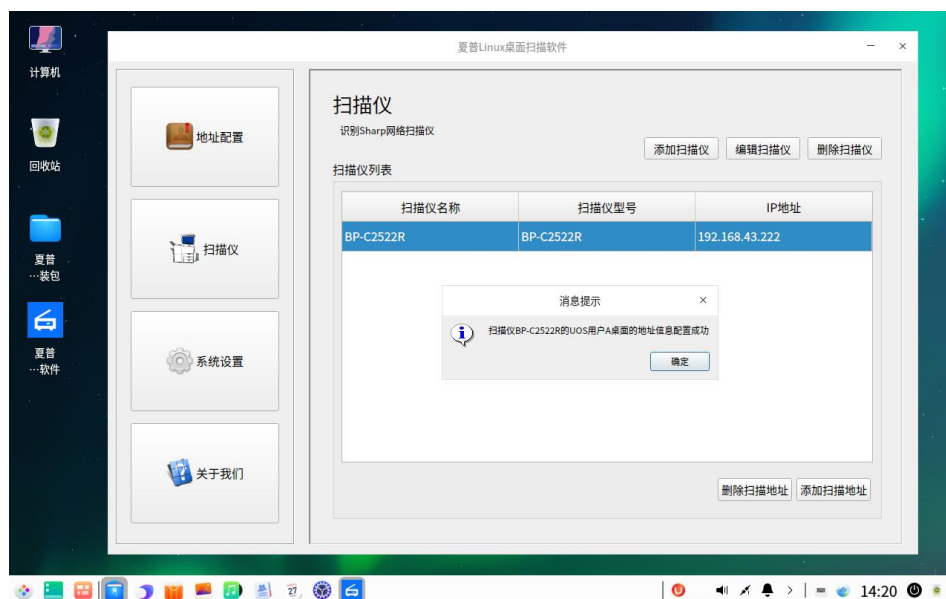 计算机
回收站
夏普
…装包
夏普
…软件
夏普Linux桌面扫描软件
地址配置
扫描仪
系统设置
关于我们
扫描仪
识别Sharp网络扫描仪
添加扫描仪 编辑扫描仪 删除扫描仪
扫描仪列表
扫描仪名称 扫描仪型号 IP地址
BP-C2522R BP-C2522R 192.168.43.222
消息提示
扫描仪BP-C2522R的UOS用户A桌面的地址信息配置成功
确定
删除扫描地址 添加扫描地址
27
14:20